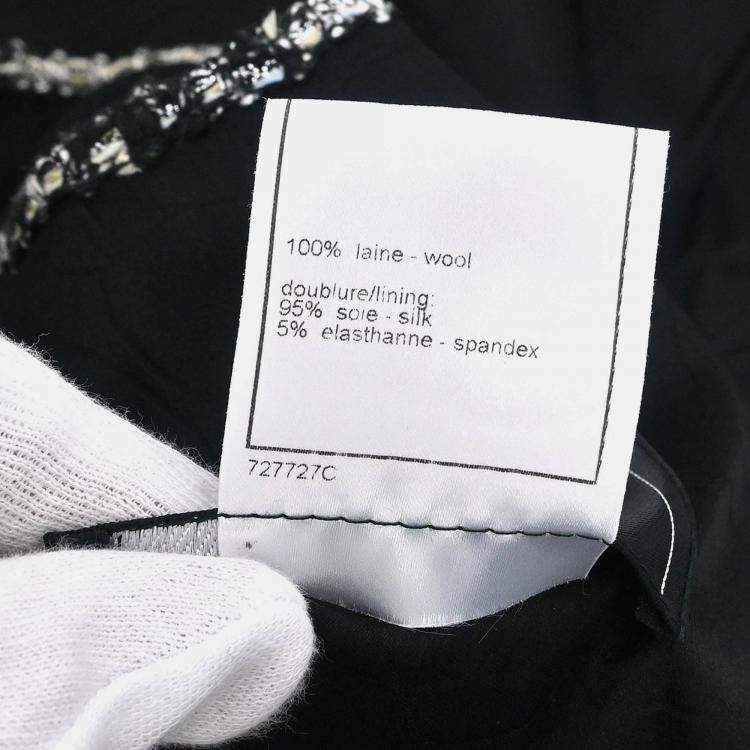 100% laine - wool
doublure/lining:
95% soie - silk
5% elasthanne - spandex
727727C